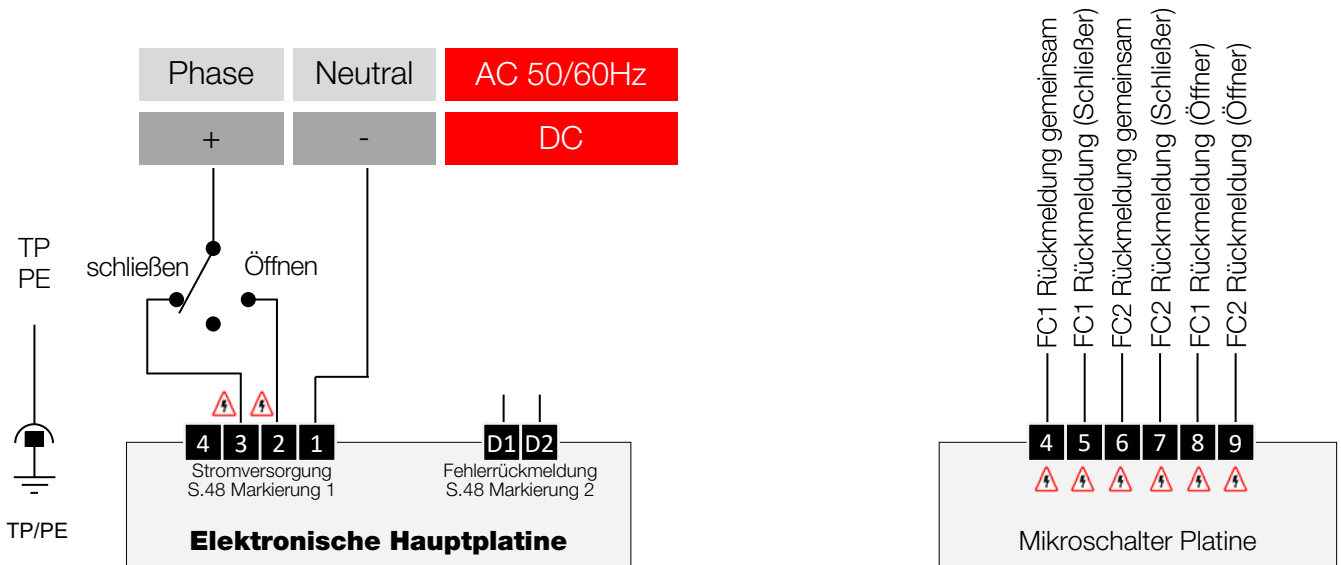 Phase Neutral AC 50/60Hz
+ - DC
TP
PE
schließen Öffnen
4 3 2 1
Stromversorgung
S.48 Markierung 1
D1 D2
Fehlerrückmeldung
S.48 Markierung 2
TP/PE
Elektronische Hauptplatine
FC1 Rückmeldung gemeinsam
FC1 Rückmeldung (Schließer)
FC2 Rückmeldung gemeinsam
FC2 Rückmeldung (Schließer)
FC1 Rückmeldung (Öffner)
FC2 Rückmeldung (Öffner)
4 5 6 7 8 9
Mikroschalter Platine